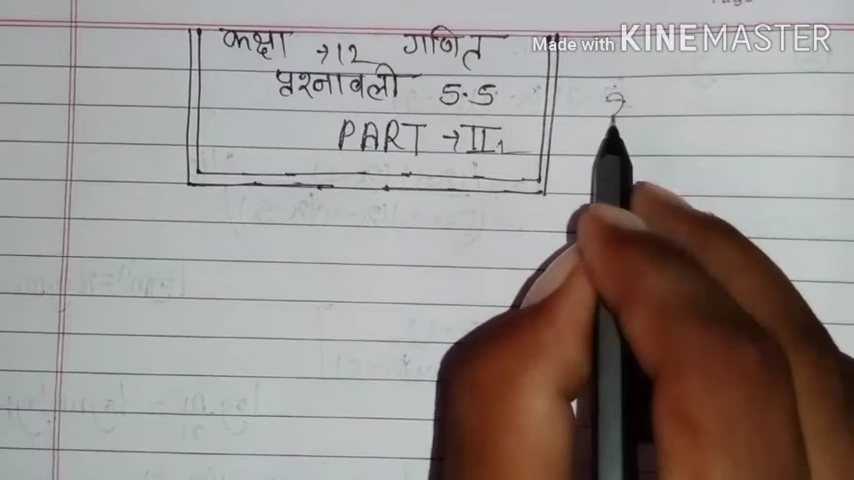 कक्षा →12 गणित
प्रश्नावली 5.5
PART → II
Made with KINEMASTER